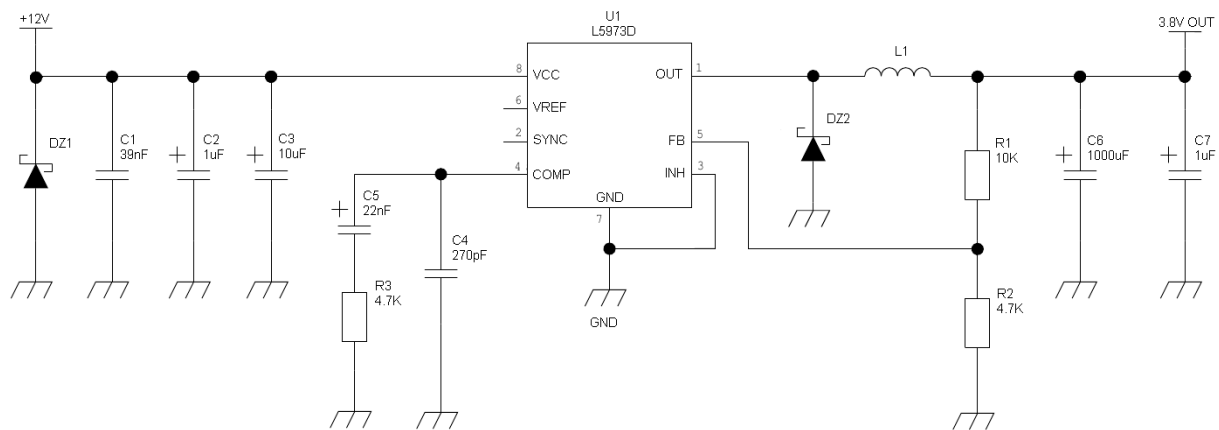 +12V
U1
L5973D
3.8V OUT
8 VCC
OUT 1
L1
6 VREF
2 SYNC
FB 5
4 COMP
INH 3
GND
7
GND
DZ1
C1
39nF
C2
1uF
C3
10uF
C5
22nF
C4
270pF
R3
4.7K
DZ2
R1
10K
C6
1000uF
C7
1uF
R2
4.7K